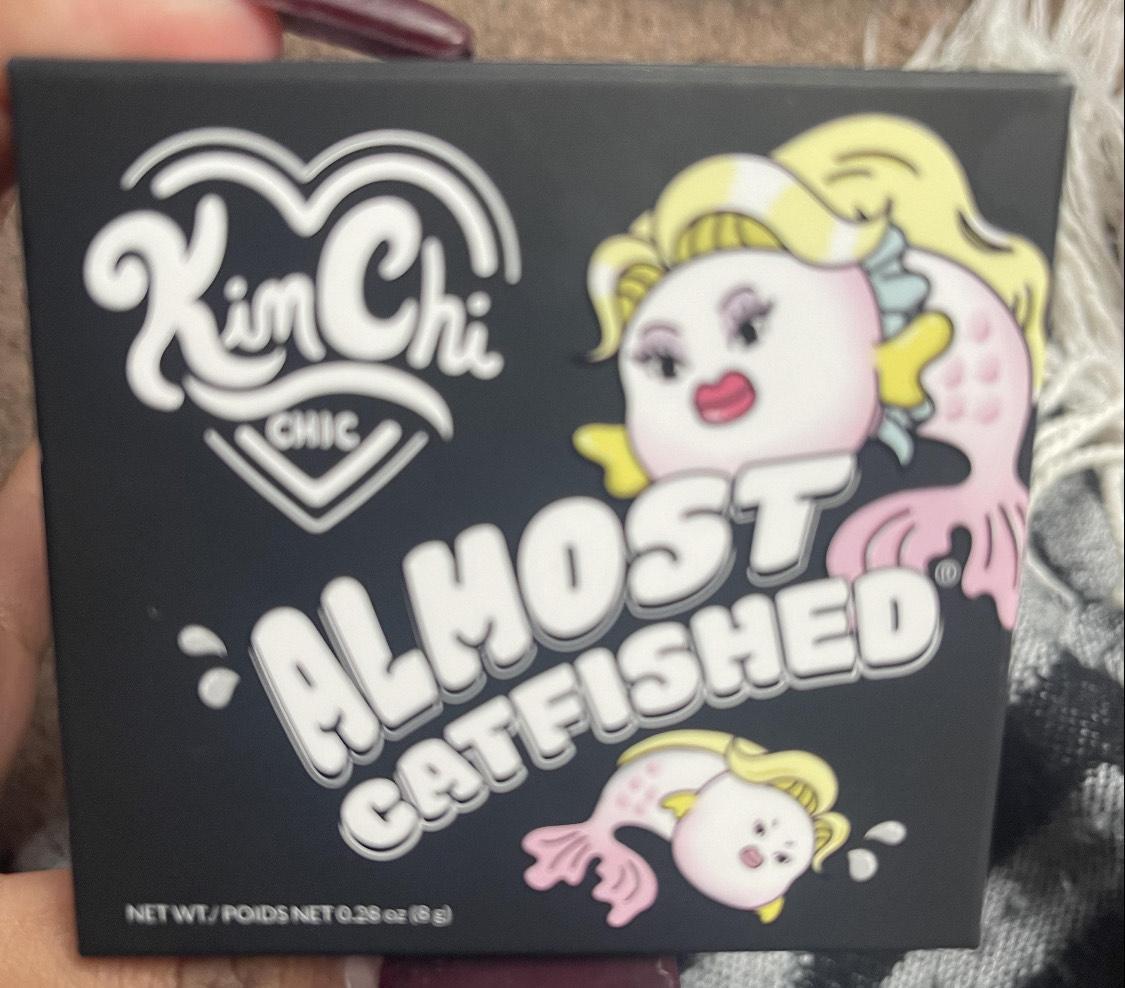 KimChi
CHIC
ALMOST
CATFISHED®
NET WT./POIDS NET 0.28 oz (8 g)